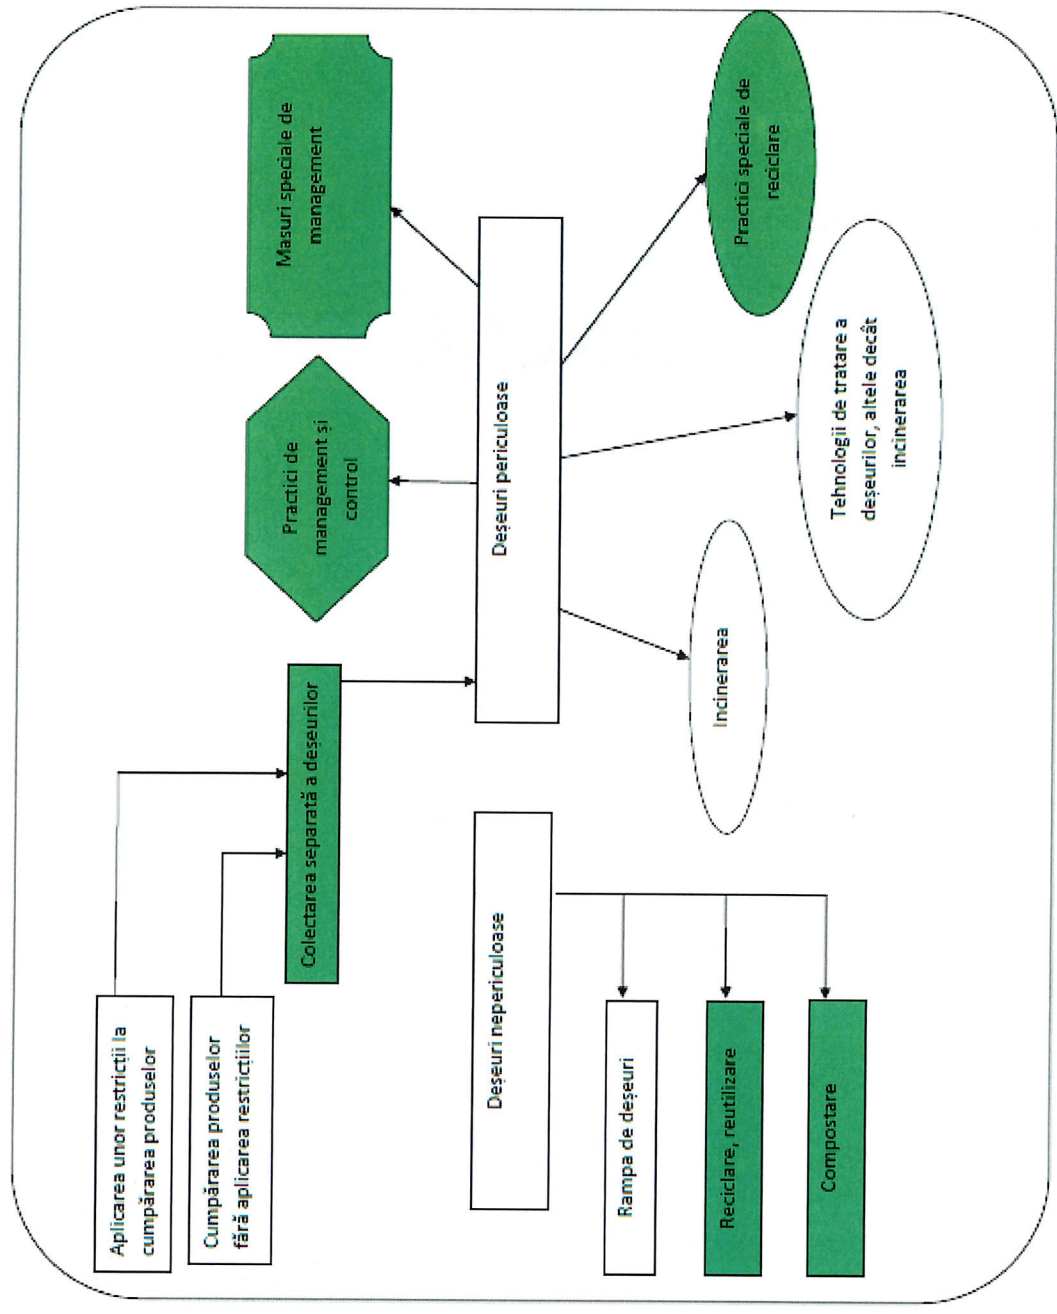 Aplicarea unor restricții la
cumpărarea produselor
Cumpărarea produselor
fără aplicarea restricțiilor
Colectarea separată a deșeurilor
Practici de
management și
control
Masuri speciale de
management
Deșeuri nepericuloase
Deșeuri periculoase
Rampa de deșeuri
Reciclare, reutilizare
Compostare
Incinerarea
Tehnologii de tratare a
deșeurilor, altele decât
incinerarea
Practici speciale de
reciclare